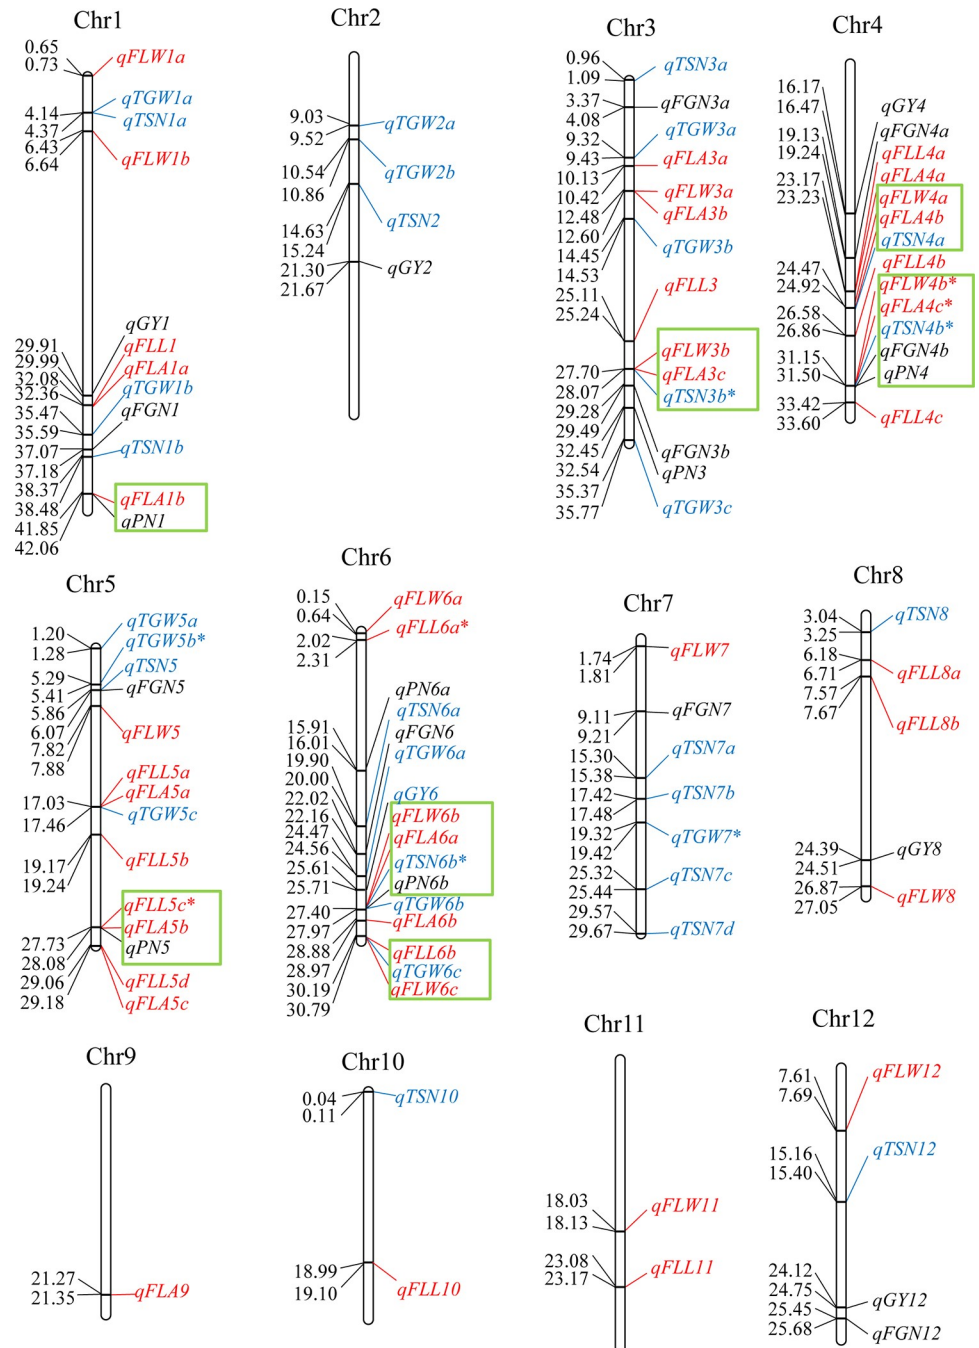 Chr1
0.65
0.73
4.14
4.37
6.43
6.64
29.91
29.99
32.08
32.36
35.47
35.59
37.07
37.18
38.37
38.48
41.85
42.06
qFLW1a
qTGW1a
qTSN1a
qFLW1b
qGY1
qFLL1
qFLA1a
qTGW1b
qFGN1
qTSN1b
qFLA1b
qPN1
Chr2
9.03
9.52
10.54
10.86
14.63
15.24
21.30
21.67
qTGW2a
qTGW2b
qTSN2
qGY2
Chr3
0.96
1.09
3.37
4.08
9.32
9.43
10.13
10.42
12.48
12.60
14.45
14.53
25.11
25.24
27.70
28.07
29.28
29.49
32.45
32.54
35.37
35.77
qTSN3a
qFGN3a
qTGW3a
qFLA3a
qFLW3a
qFLA3b
qTGW3b
qFLL3
qFLW3b
qFLA3c
qTSN3b*
qFGN3b
qPN3
qTGW3c
Chr4
16.17
16.47
19.13
19.24
23.17
23.23
24.47
24.92
26.58
26.86
31.15
31.50
33.42
33.60
qGY4
qFGN4a
qFLL4a
qFLA4a
qFLW4a
qFLA4b
qTSN4a
qFLL4b
qFLW4b*
qFLA4c*
qTSN4b*
qFGN4b
qPN4
qFLL4c
Chr5
1.20
1.28
5.29
5.41
5.86
6.07
7.82
7.88
17.03
17.46
19.17
19.24
27.73
28.08
29.06
29.18
qTGW5a
qTGW5b*
qTSN5
qFGN5
qFLW5
qFLL5a
qFLA5a
qTGW5c
qFLL5b
qFLL5c*
qFLA5b
qPN5
qFLL5d
qFLA5c
Chr6
0.15
0.64
2.02
2.31
15.91
16.01
19.90
20.00
22.02
22.16
24.47
24.56
25.61
25.71
27.40
27.97
28.88
28.97
30.19
30.79
qFLW6a
qFLL6a*
qPN6a
qTSN6a
qFGN6
qTGW6a
qGY6
qFLW6b
qFLA6a
qTSN6b*
qPN6b
qTGW6b
qFLA6b
qFLL6b
qTGW6c
qFLW6c
Chr7
1.74
1.81
9.11
9.21
15.30
15.38
17.42
17.48
19.32
19.42
25.32
25.44
29.57
29.67
qFLW7
qFGN7
qTSN7a
qTSN7b
qTGW7*
qTSN7c
qTSN7d
Chr8
3.04
3.25
6.18
6.71
7.57
7.67
24.39
24.51
26.87
27.05
qTSN8
qFLL8a
qFLL8b
qGY8
qFLW8
Chr9
21.27
21.35
qFLA9
Chr10
0.04
0.11
18.99
19.10
qTSN10
qFLL10
Chr11
18.03
18.13
23.08
23.17
qFLW11
qFLL11
Chr12
7.61
7.69
15.16
15.40
24.12
24.75
25.45
25.68
qFLW12
qTSN12
qGY12
qFGN12